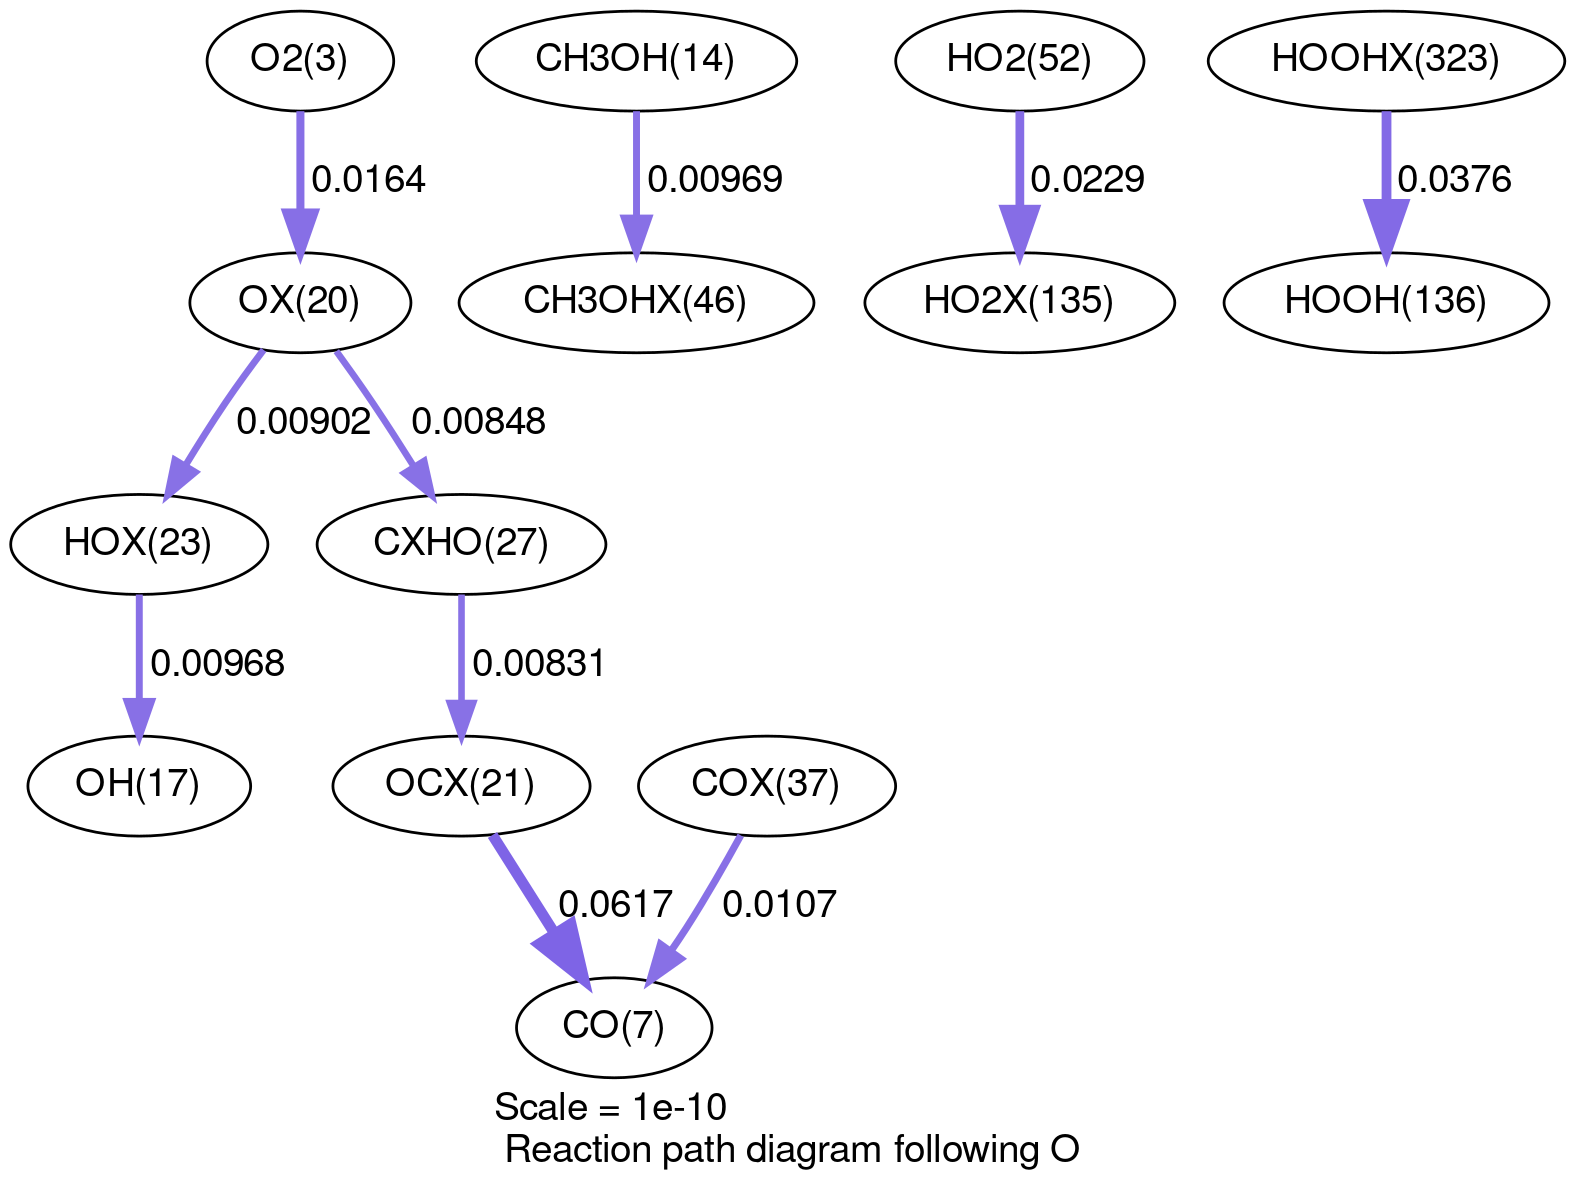 O2(3)
CH3OH(14)
HO2(52)
HOOHX(323)
0.0164
0.00969
0.0229
0.0376
OX(20)
CH3OHX(46)
HO2X(135)
HOOH(136)
0.00902
0.00848
HOX(23)
CXHO(27)
0.00968
0.00831
OH(17)
OCX(21)
COX(37)
0.0617
0.0107
CO(7)
Scale = 1e-10
Reaction path diagram following O